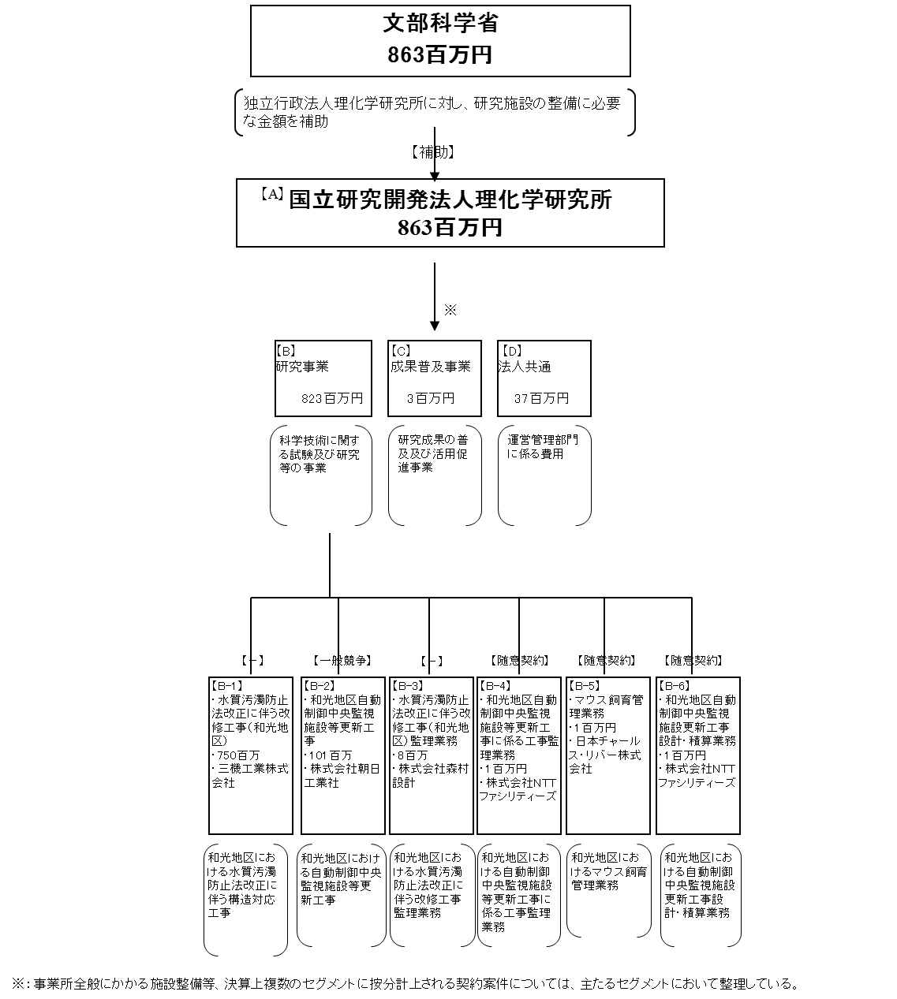 文部科学省
863百万円
独立行政法人理化学研究所に対し、研究施設の整備に必要
な金額を補助
【補助】
【A】
国立研究開発法人理化学研究所
863百万円
※
【B】
研究事業
823百万円
【C】
成果普及事業
3百万円
【D】
法人共通
37百万円
科学技術に関す
る試験及び研究
等の事業
研究成果の普
及及び活用促
進事業
運営管理部門
に係る費用
【－】
【一般競争】
【－】
【随意契約】
【随意契約】
【随意契約】
【B-1】
・水質汚濁防止
法改正に伴う改
修工事（和光地
区）
・750百万
・三機工業株式
会社
【B-2】
・和光地区自動
制御中央監視
施設等更新工
事
・101百万
・株式会社朝日
工業社
【B-3】
・水質汚濁防止
法改正に伴う改
修工事（和光地
区）監理業務
・8百万
・株式会社森村
設計
【B-4】
・和光地区自動
制御中央監視
施設等更新工
事に係る工事監
理業務
・1百万円
・株式会社NTT
ファシリティーズ
【B-5】
・マウス飼育管
理業務
・1百万円
・日本チャール
ス・リバー株式
会社
【B-6】
・和光地区自動
制御中央監視
施設更新工事
設計・積算業務
・1百万円
・株式会社NTT
ファシリティーズ
和光地区にお
ける水質汚濁
防止法改正に
伴う構造対応
工事
和光地区におけ
る自動制御中央
監視施設等更
新工事
和光地区にお
ける水質汚濁
防止法改正に
伴う改修工事
監理業務
和光地区にお
ける自動制御
中央監視施設
等更新工事に
係る工事監理
業務
和光地区にお
けるマウス飼育
管理業務
和光地区にお
ける自動制御
中央監視施設
更新工事設
計・積算業務
※：事業所全般にかかる施設整備等、決算上複数のセグメントに按分計上される契約案件については、主たるセグメントにおいて整理している。